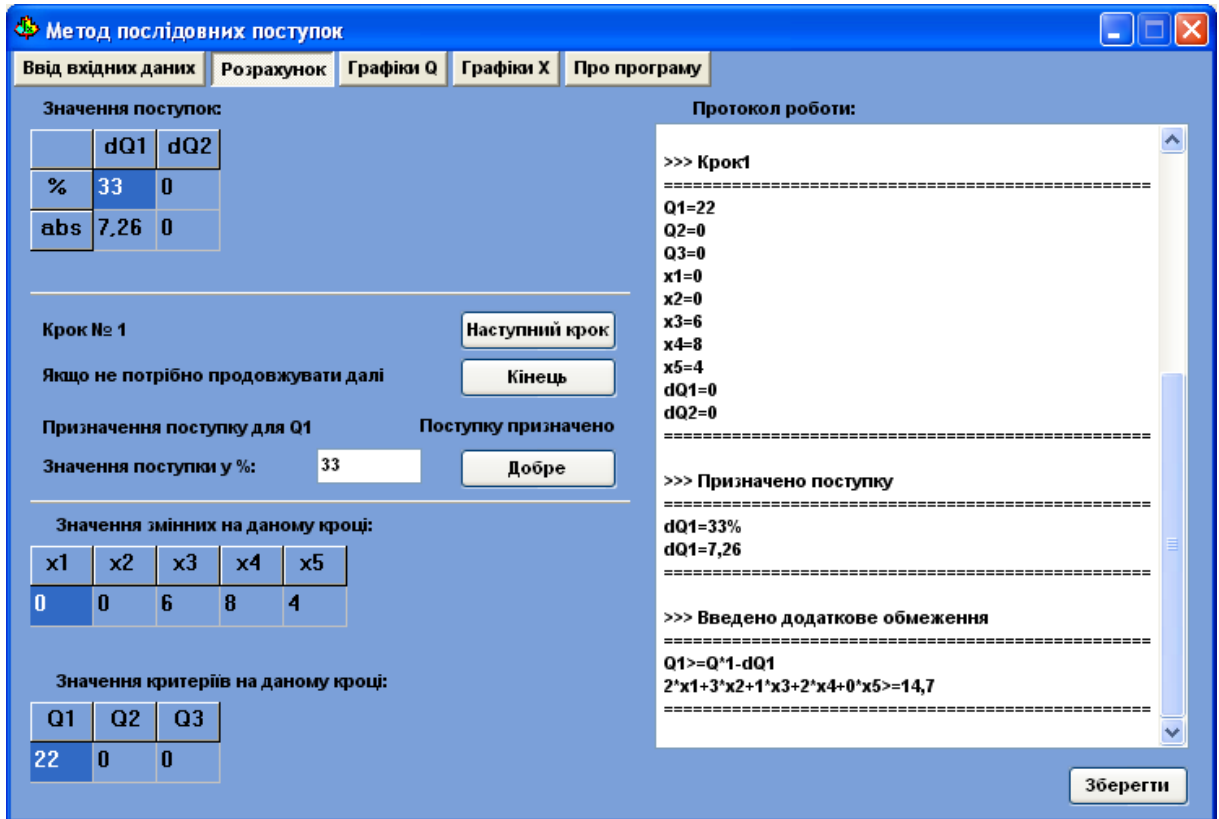 Метод послідовних поступок
Ввід вхідних даних Розрахунок Графіки Q Графіки X Про програму
Значення поступок:
dQ1 dQ2
% 33 0
abs 7,26 0
Крок № 1 Наступний крок
Якщо не потрібно продовжувати далі Кінець
Призначення поступку для Q1 Поступку призначено
Значення поступки у %: 33 Добре
Значення змінних на даному кроці:
x1 x2 x3 x4 x5
0 0 6 8 4
Значення критеріїв на даному кроці:
Q1 Q2 Q3
22 0 0
Протокол роботи:
>>> Крок1
==================================================
Q1=22
Q2=0
Q3=0
x1=0
x2=0
x3=6
x4=8
x5=4
dQ1=0
dQ2=0
==================================================
>>> Призначено поступку
==================================================
dQ1=33%
dQ1=7,26
==================================================
>>> Введено додаткове обмеження
==================================================
Q1>=Q*1-dQ1
2*x1+3*x2+1*x3+2*x4+0*x5>=14,7
==================================================
Зберегти